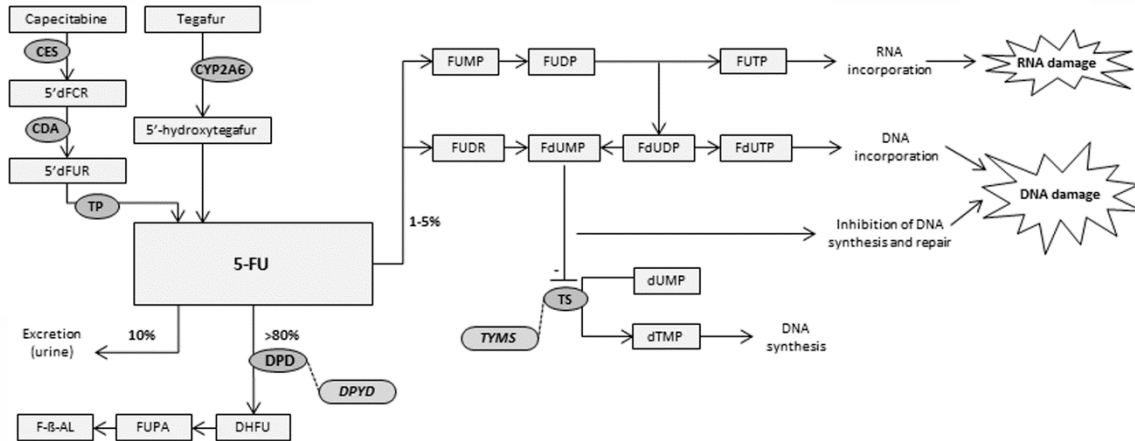 Capecitabine
Tegafur
CES
CYP2A6
5'dFCR
CDA
5'-hydroxytegafur
5'dFUR
TP
5-FU
1-5%
FUMP
FUDP
FUTP
RNA
incorporation
RNA damage
FUDR
FdUMP
FdUDP
FdUTP
DNA
incorporation
DNA damage
Inhibition of DNA
synthesis and repair
-
TS
dUMP
TYMS
dTMP
DNA
synthesis
Excretion
(urine)
10%
>80%
DPD
DPYD
F-ß-AL
FUPA
DHFU